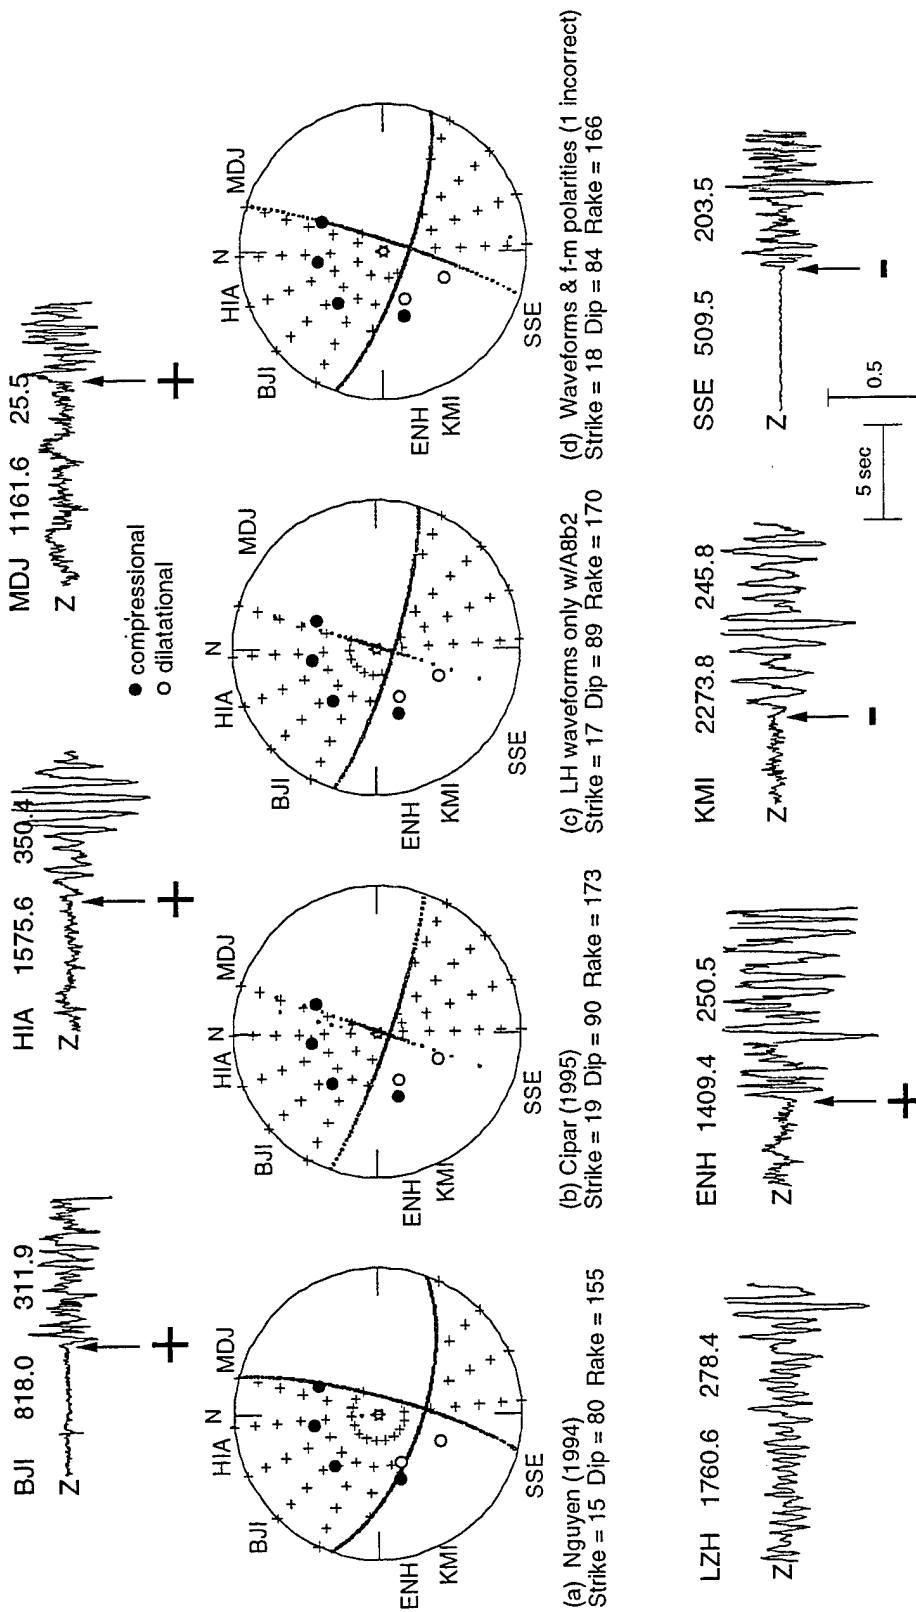 BJI 818.0 311.9
Z
+
HIA 1575.6 350.4
Z
+
MDJ 1161.6 25.5
Z
+
● compressional
○ dilatational
HIA N MDJ
BJI
ENH
KMI
SSE
(a) Nguyen (1994)
Strike = 15 Dip = 80 Rake = 155
HIA N MDJ
BJI
ENH
KMI
SSE
(b) Cipar (1995)
Strike = 19 Dip = 90 Rake = 173
HIA N MDJ
BJI
ENH
KMI
SSE
(c) LH waveforms only w/A8b2
Strike = 17 Dip = 89 Rake = 170
HIA N MDJ
BJI
ENH
KMI
SSE
(d) Waveforms & f-m polarities (1 incorrect)
Strike = 18 Dip = 84 Rake = 166
LZH 1760.6 278.4
Z
ENH 1409.4 250.5
Z
+
KMI 2273.8 245.8
Z
-
SSE 509.5 203.5
Z
-
5 sec
0.5